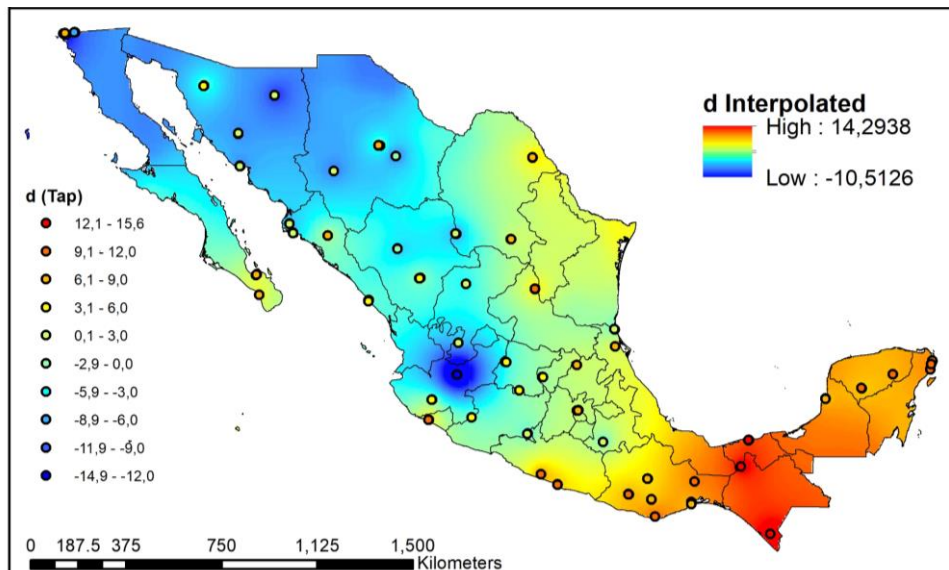 d Interpolated
High : 14,2938
Low : -10,5126
d (Tap)
12,1 - 15,6
9,1 - 12,0
6,1 - 9,0
3,1 - 6,0
0,1 - 3,0
-2,9 - 0,0
-5,9 - -3,0
-8,9 - -6,0
-11,9 - -9,0
-14,9 - -12,0
0 187.5 375 750 1,125 1,500
Kilometers